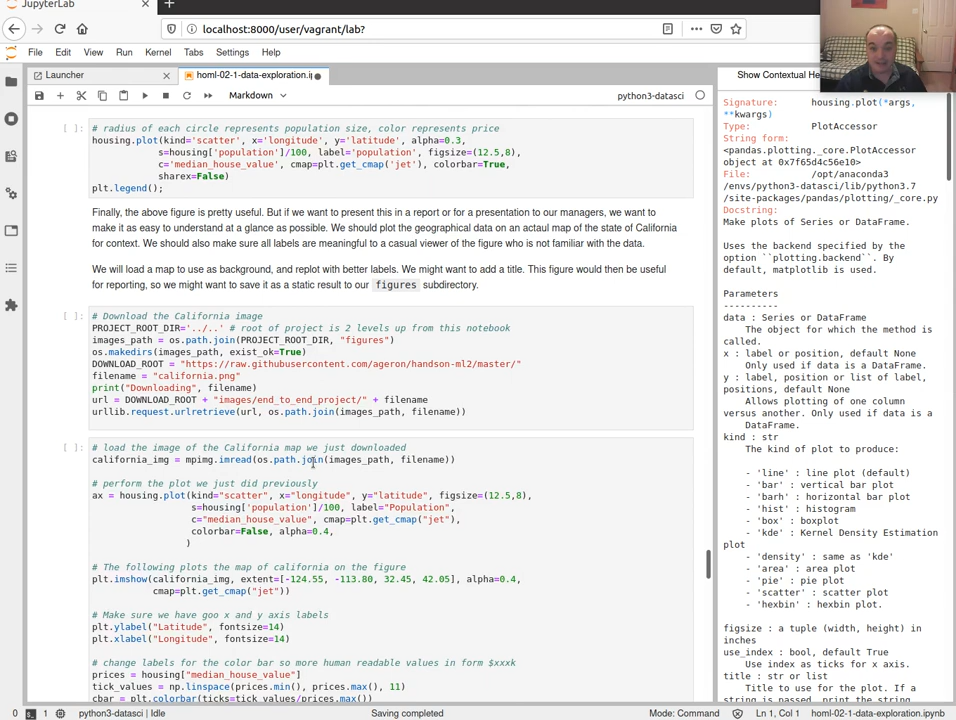 JupyterLab
localhost:8000/user/vagrant/lab?
File Edit View Run Kernel Tabs Settings Help
Launcher
homl-02-1-data-exploration.i
Show Contextual He
Markdown
python3-datasci
[ ]:
# radius of each circle represents population size, color represents price
housing.plot(kind='scatter', x='longitude', y='latitude', alpha=0.3,
s=housing['population']/100, label='population', figsize=(12.5,8),
c='median_house_value', cmap=plt.get_cmap('jet'), colorbar=True,
sharex=False)
plt.legend();
Finally, the above figure is pretty useful. But if we want to present this in a report or for a presentation to our managers, we want to
make it as easy to understand at a glance as possible. We should plot the geographical data on an actaul map of the state of California
for context. We should also make sure all labels are meaningful to a casual viewer of the figure who is not familiar with the data.
We will load a map to use as background, and replot with better labels. We might want to add a title. This figure would then be useful
for reporting, so we might want to save it as a static result to our figures subdirectory.
[ ]:
# Download the California image
PROJECT_ROOT_DIR='../..' # root of project is 2 levels up from this notebook
images_path = os.path.join(PROJECT_ROOT_DIR, "figures")
os.makedirs(images_path, exist_ok=True)
DOWNLOAD_ROOT = "https://raw.githubusercontent.com/ageron/handson-ml2/master/"
filename = "california.png"
print("Downloading", filename)
url = DOWNLOAD_ROOT + "images/end_to_end_project/" + filename
urllib.request.urlretrieve(url, os.path.join(images_path, filename))
[ ]:
# load the image of the California map we just downloaded
california_img = mpimg.imread(os.path.join(images_path, filename))
# perform the plot we just did previously
ax = housing.plot(kind="scatter", x="longitude", y="latitude", figsize=(12.5,8),
s=housing['population']/100, label="Population",
c="median_house_value", cmap=plt.get_cmap("jet"),
colorbar=False, alpha=0.4,
)
# The following plots the map of california on the figure
plt.imshow(california_img, extent=[-124.55, -113.80, 32.45, 42.05], alpha=0.4,
cmap=plt.get_cmap("jet"))
# Make sure we have goo x and y axis labels
plt.ylabel("Latitude", fontsize=14)
plt.xlabel("Longitude", fontsize=14)
# change labels for the color bar so more human readable values in form $xxxk
prices = housing["median_house_value"]
tick_values = np.linspace(prices.min(), prices.max(), 11)
cbar = plt.colorbar(ticks=tick_values/prices.max())
Signature: housing.plot(*args,
**kwargs)
Type: PlotAccessor
String form:
<pandas.plotting._core.PlotAccessor
object at 0x7f65d4c56e10>
File: /opt/anaconda3
/envs/python3-datasci/lib/python3.7
/site-packages/pandas/plotting/_core.py
Docstring:
Make plots of Series or DataFrame.
Uses the backend specified by the
option ``plotting.backend``. By
default, matplotlib is used.
Parameters
----------
data : Series or DataFrame
The object for which the method is
called.
x : label or position, default None
Only used if data is a DataFrame.
y : label, position or list of label,
positions, default None
Allows plotting of one column
versus another. Only used if data is a
DataFrame.
kind : str
The kind of plot to produce:
- 'line' : line plot (default)
- 'bar' : vertical bar plot
- 'barh' : horizontal bar plot
- 'hist' : histogram
- 'box' : boxplot
- 'kde' : Kernel Density Estimation
plot
- 'density' : same as 'kde'
- 'area' : area plot
- 'pie' : pie plot
- 'scatter' : scatter plot
- 'hexbin' : hexbin plot.
figsize : a tuple (width, height) in
inches
use_index : bool, default True
Use index as ticks for x axis.
title : str or list
Title to use for the plot. If a
string is passed, print the string
0 1 python3-datasci | Idle Saving completed Mode: Command Ln 1, Col 1 homl-02-1-data-exploration.ipynb